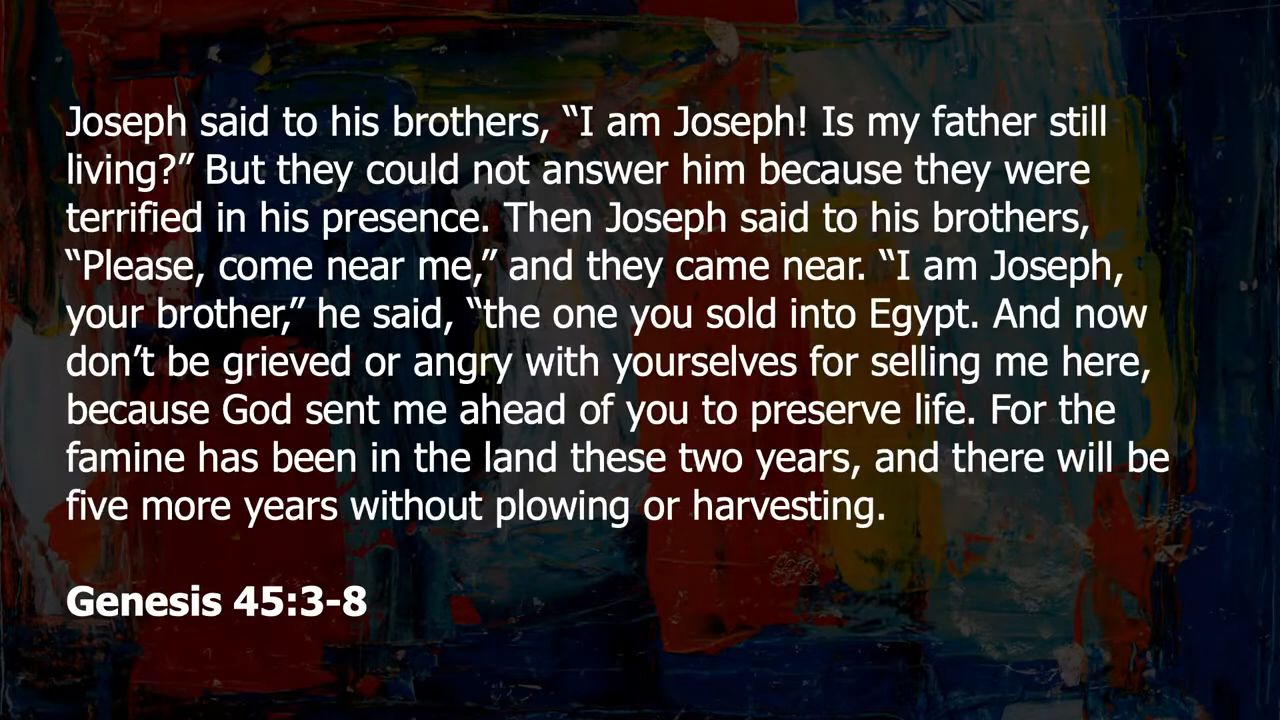 Joseph said to his brothers, “I am Joseph! Is my father still
living?” But they could not answer him because they were
terrified in his presence. Then Joseph said to his brothers,
“Please, come near me,” and they came near. “I am Joseph,
your brother,” he said, “the one you sold into Egypt. And now
don’t be grieved or angry with yourselves for selling me here,
because God sent me ahead of you to preserve life. For the
famine has been in the land these two years, and there will be
five more years without plowing or harvesting.
Genesis 45:3-8